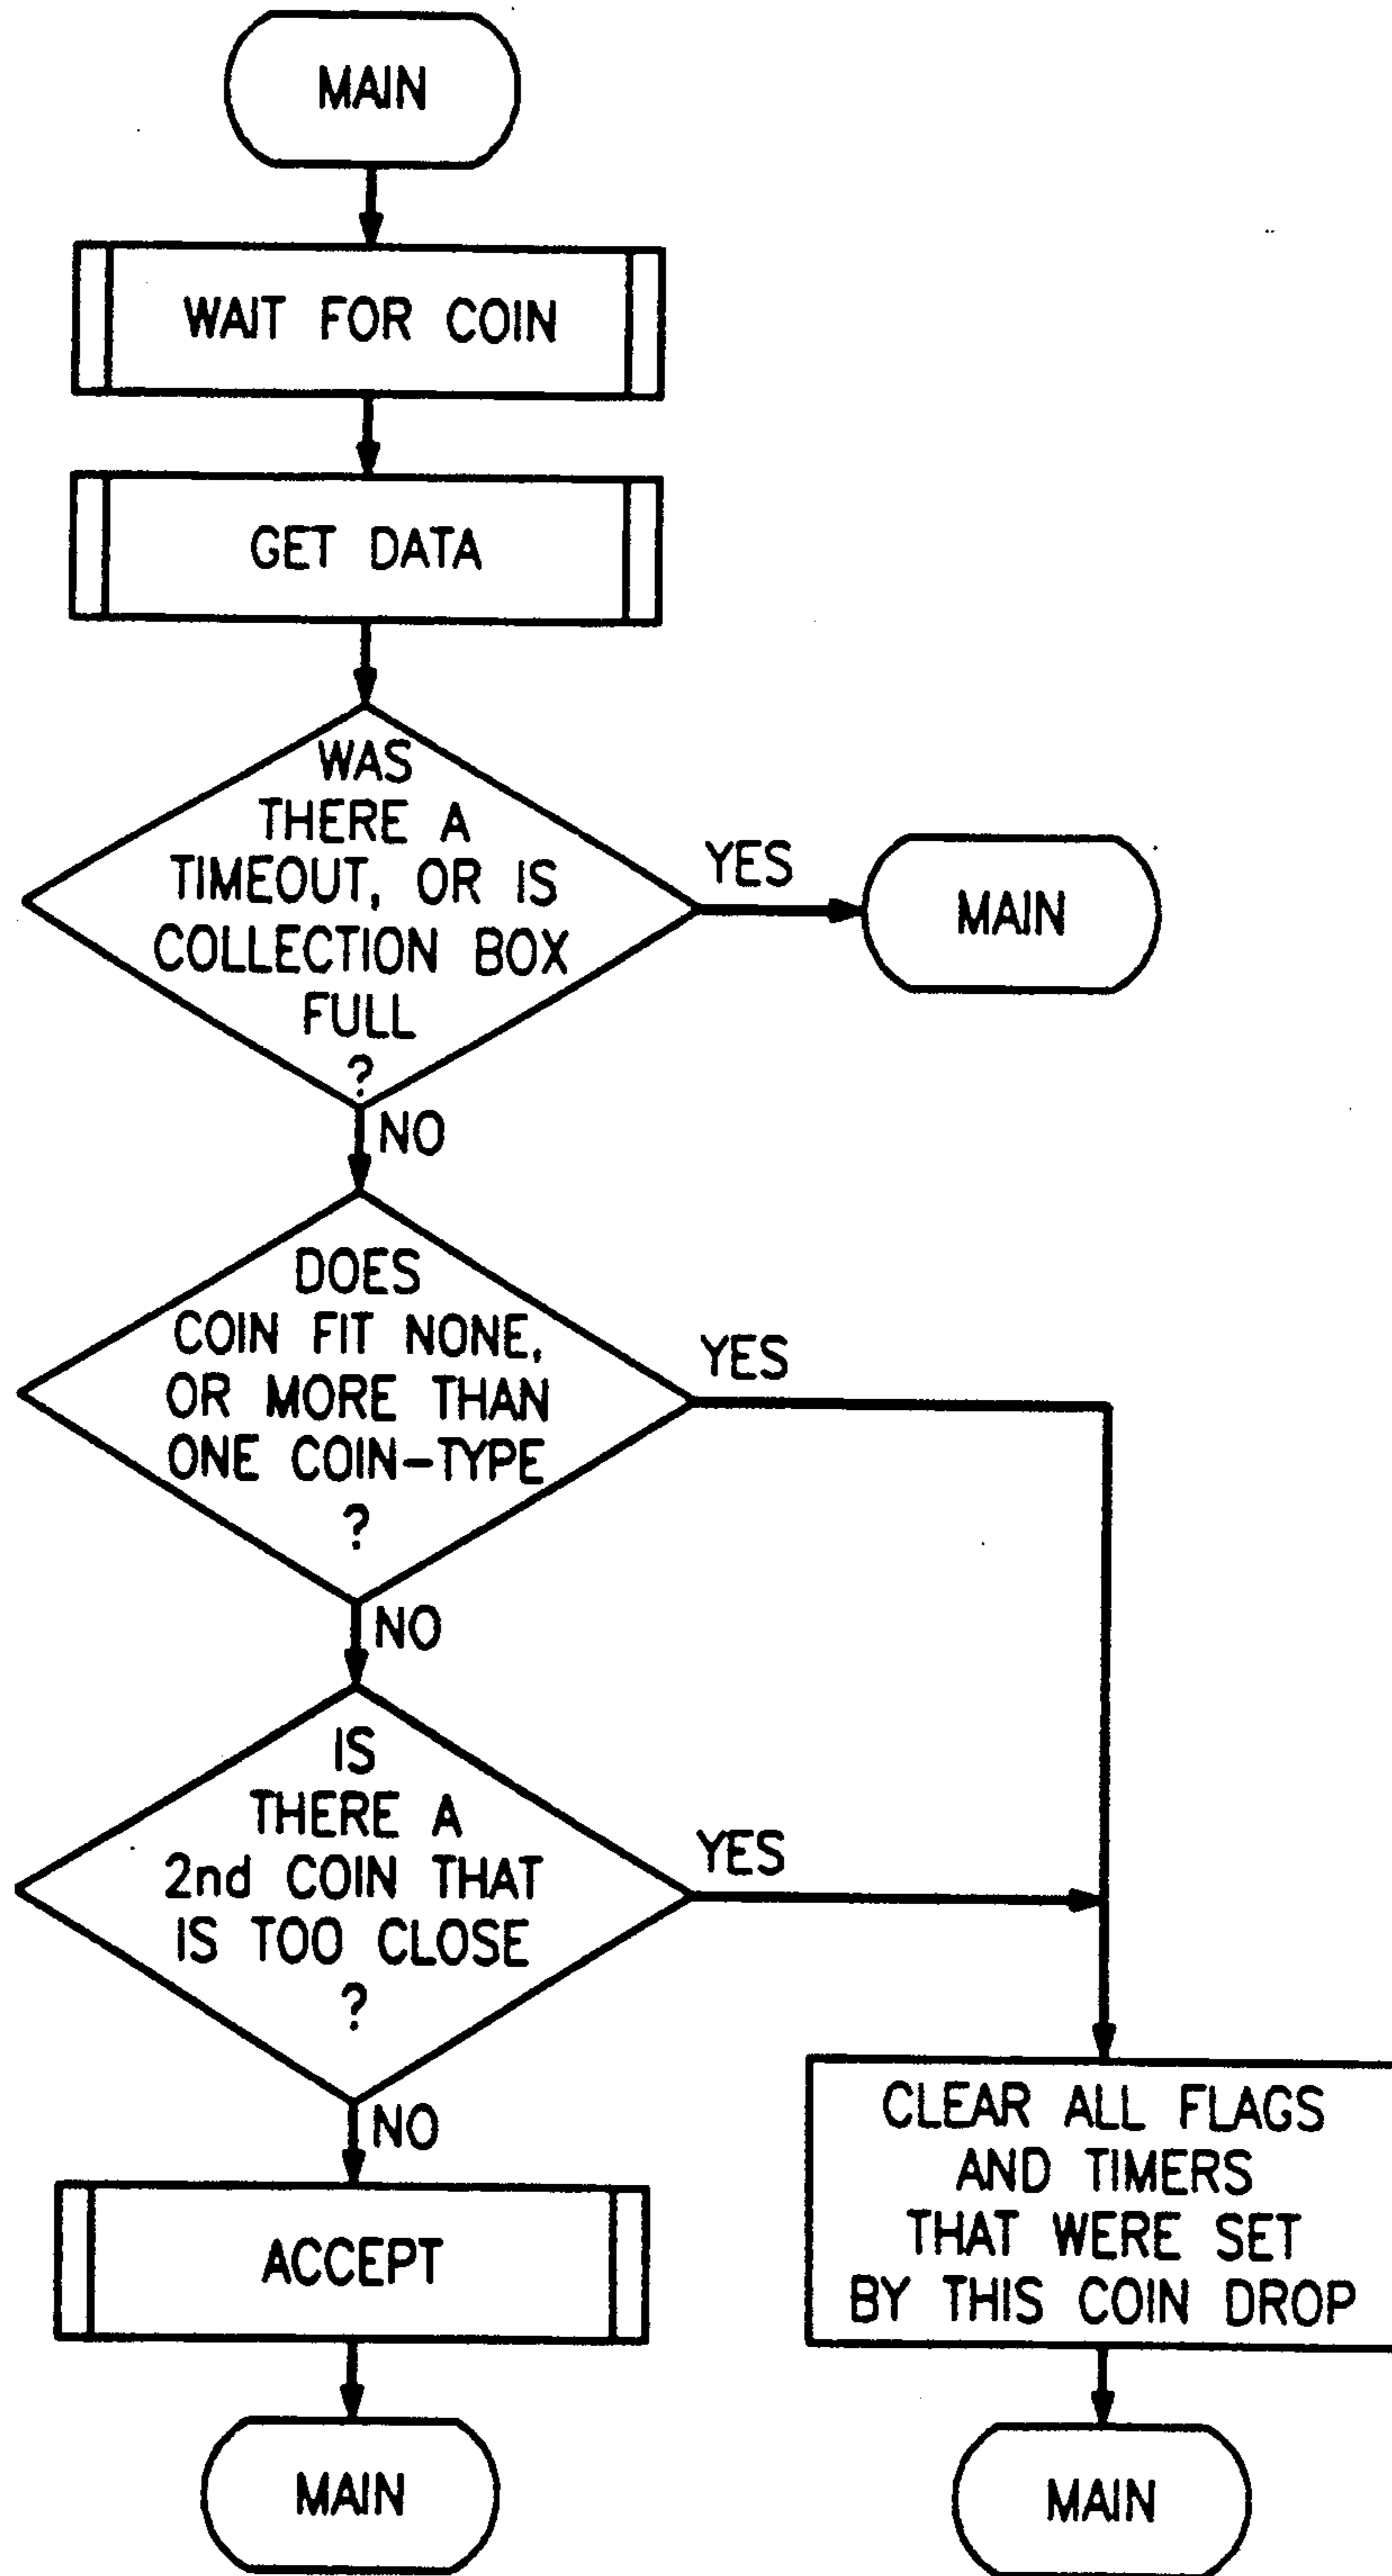 MAIN
WAIT FOR COIN
GET DATA
WAS
THERE A
TIMEOUT, OR IS
COLLECTION BOX
FULL
?
YES
MAIN
NO
DOES
COIN FIT NONE,
OR MORE THAN
ONE COIN-TYPE
?
YES
NO
IS
THERE A
2nd COIN THAT
IS TOO CLOSE
?
YES
NO
ACCEPT
MAIN
CLEAR ALL FLAGS
AND TIMERS
THAT WERE SET
BY THIS COIN DROP
MAIN